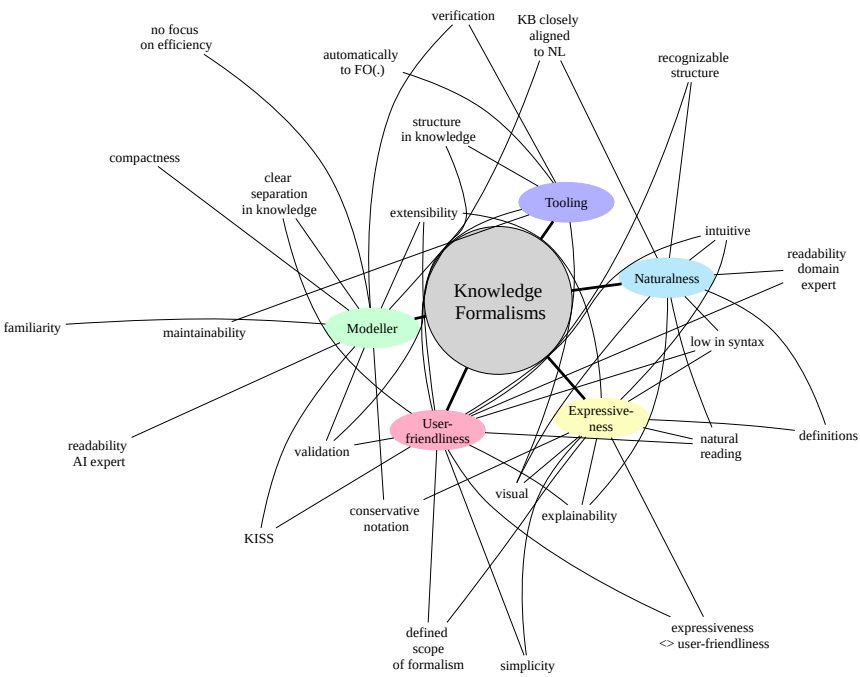 verification
KB closely
aligned
to NL
no focus
on efficiency
automatically
to FO(.)
recognizable
structure
structure
in knowledge
compactness
clear
separation
in knowledge
Tooling
extensibility
intuitive
readability
domain
expert
Naturalness
Knowledge
Formalisms
familiarity
maintainability
Modeller
low in syntax
Expressive-
ness
User-
friendliness
definitions
readability
AI expert
validation
natural
reading
visual
conservative
notation
explainability
KISS
defined
scope
of formalism
expressiveness
<> user-friendliness
simplicity